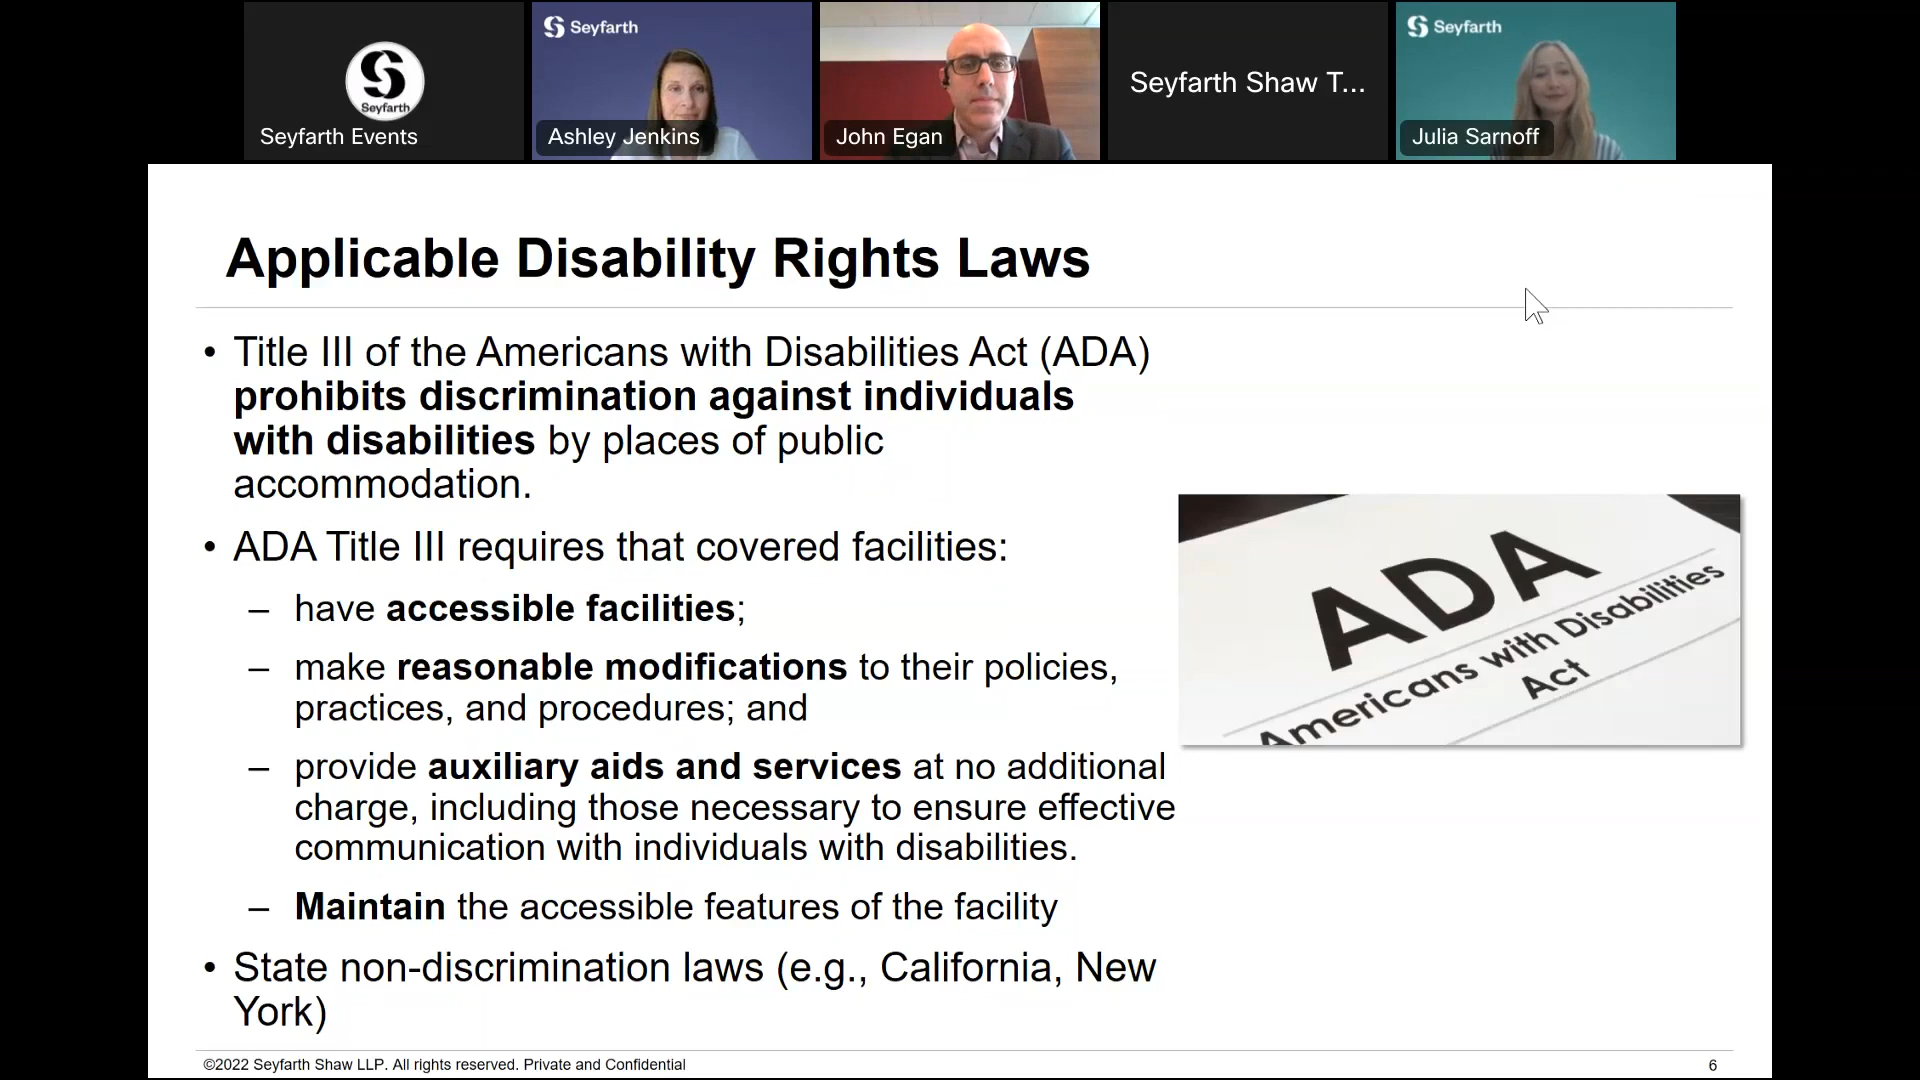 Seyfarth
Seyfarth Events
Seyfarth
Ashley Jenkins
John Egan
Seyfarth Shaw T...
Seyfarth
Julia Sarnoff
Applicable Disability Rights Laws
• Title III of the Americans with Disabilities Act (ADA)
prohibits discrimination against individuals
with disabilities by places of public
accommodation.
• ADA Title III requires that covered facilities:
– have accessible facilities;
– make reasonable modifications to their policies,
practices, and procedures; and
– provide auxiliary aids and services at no additional
charge, including those necessary to ensure effective
communication with individuals with disabilities.
– Maintain the accessible features of the facility
• State non-discrimination laws (e.g., California, New
York)
ADA
Americans with Disabilities
Act
©2022 Seyfarth Shaw LLP. All rights reserved. Private and Confidential
6